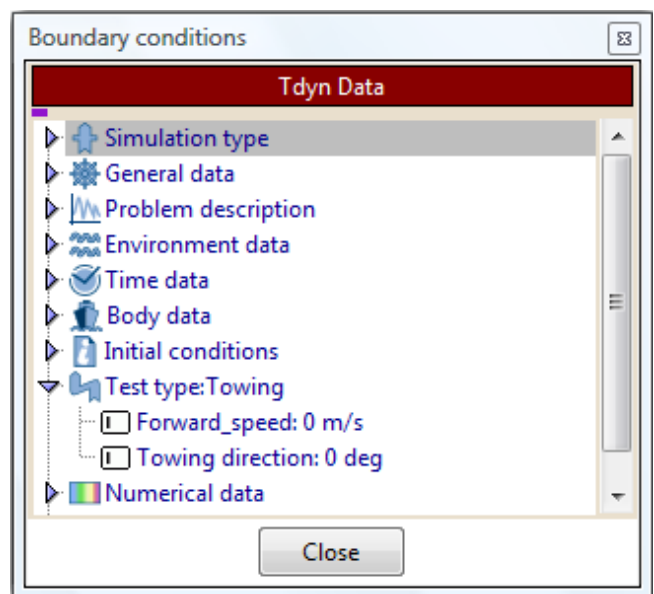 Boundary conditions
Tdyn Data
Simulation type
General data
Problem description
Environment data
Time data
Body data
Initial conditions
Test type:Towing
Forward_speed: 0 m/s
Towing direction: 0 deg
Numerical data
Close